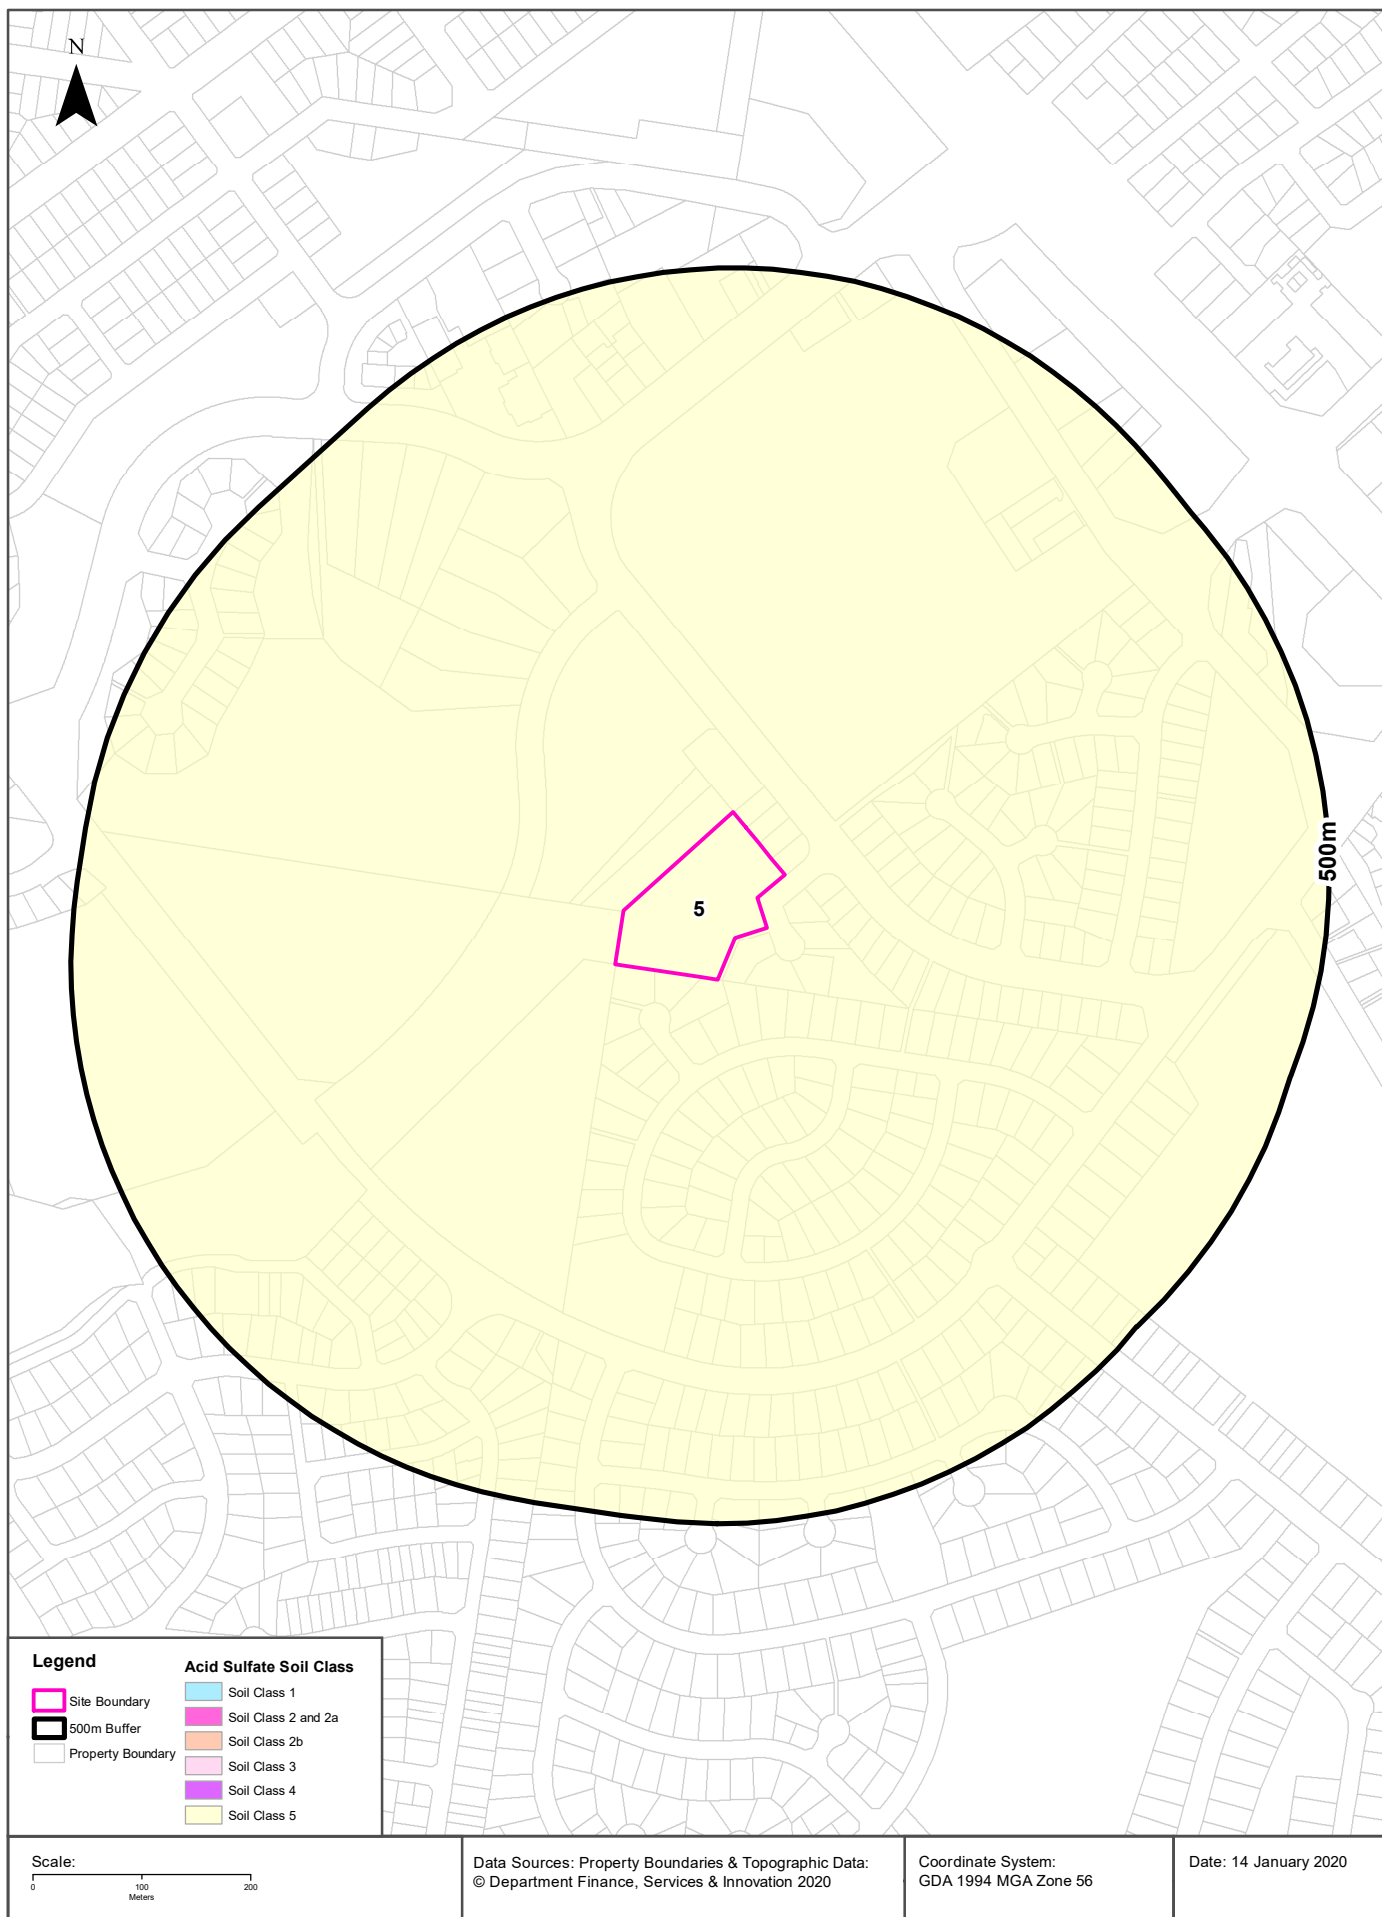 N
500m
5
Legend
Site Boundary
500m Buffer
Property Boundary
Acid Sulfate Soil Class
Soil Class 1
Soil Class 2 and 2a
Soil Class 2b
Soil Class 3
Soil Class 4
Soil Class 5
Scale:
0 100 200
Meters
Data Sources: Property Boundaries & Topographic Data:
© Department Finance, Services & Innovation 2020
Coordinate System:
GDA 1994 MGA Zone 56
Date: 14 January 2020